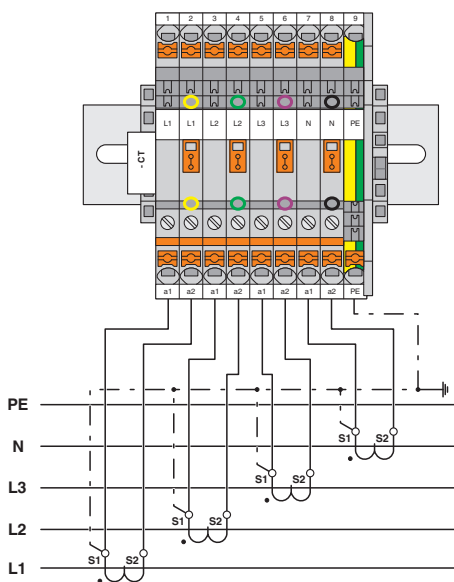 1 2 3 4 5 6 7 8 9
L1 L1 L2 L2 L3 L3 N N PE
- CT
a1 a2 a1 a2 a1 a2 a1 a2 PE
PE
S1 S2
N
S1 S2
L3
S1 S2
L2
S1 S2
L1